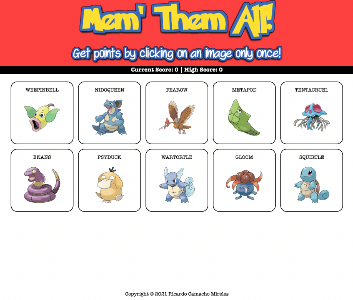 Mem' Them All!
Get points by clicking on an image only once!
Current Score: 0 | High Score: 0
WEEPINBELL NIDOQUEEN FEAROW METAPOD TENTACRUEL
EKANS PSYDUCK WARTORTLE GLOOM SQUIRTLE
Copyright © 2021 Ricardo Camacho Mireles